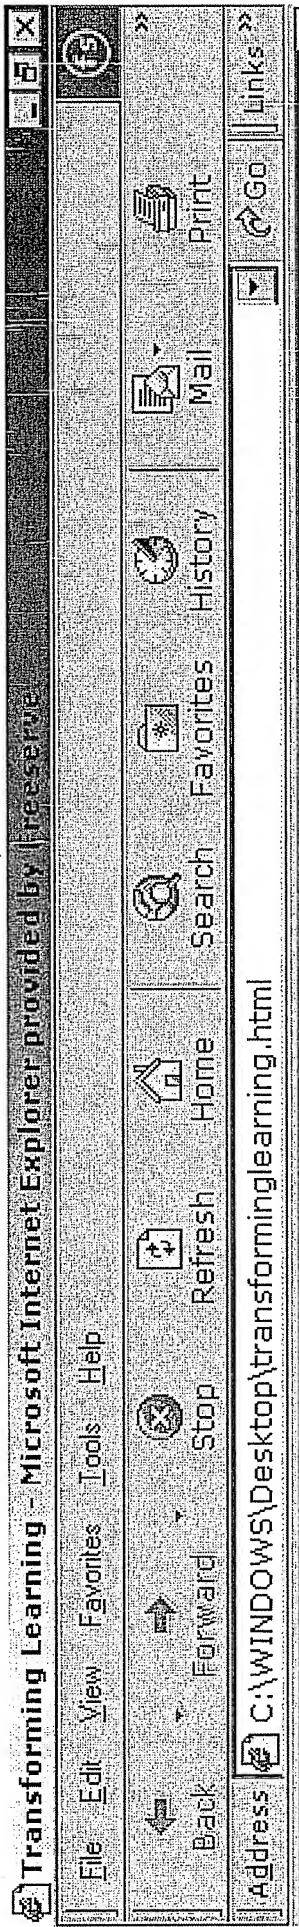 Transforming Learning - Microsoft Internet Explorer provided by Freeserve
File Edit View Favorites Tools Help
Back Forward Stop Refresh Home Search Favorites History Mail Print
Address C:\WINDOWS\Desktop\transforminglearning.html Go Links